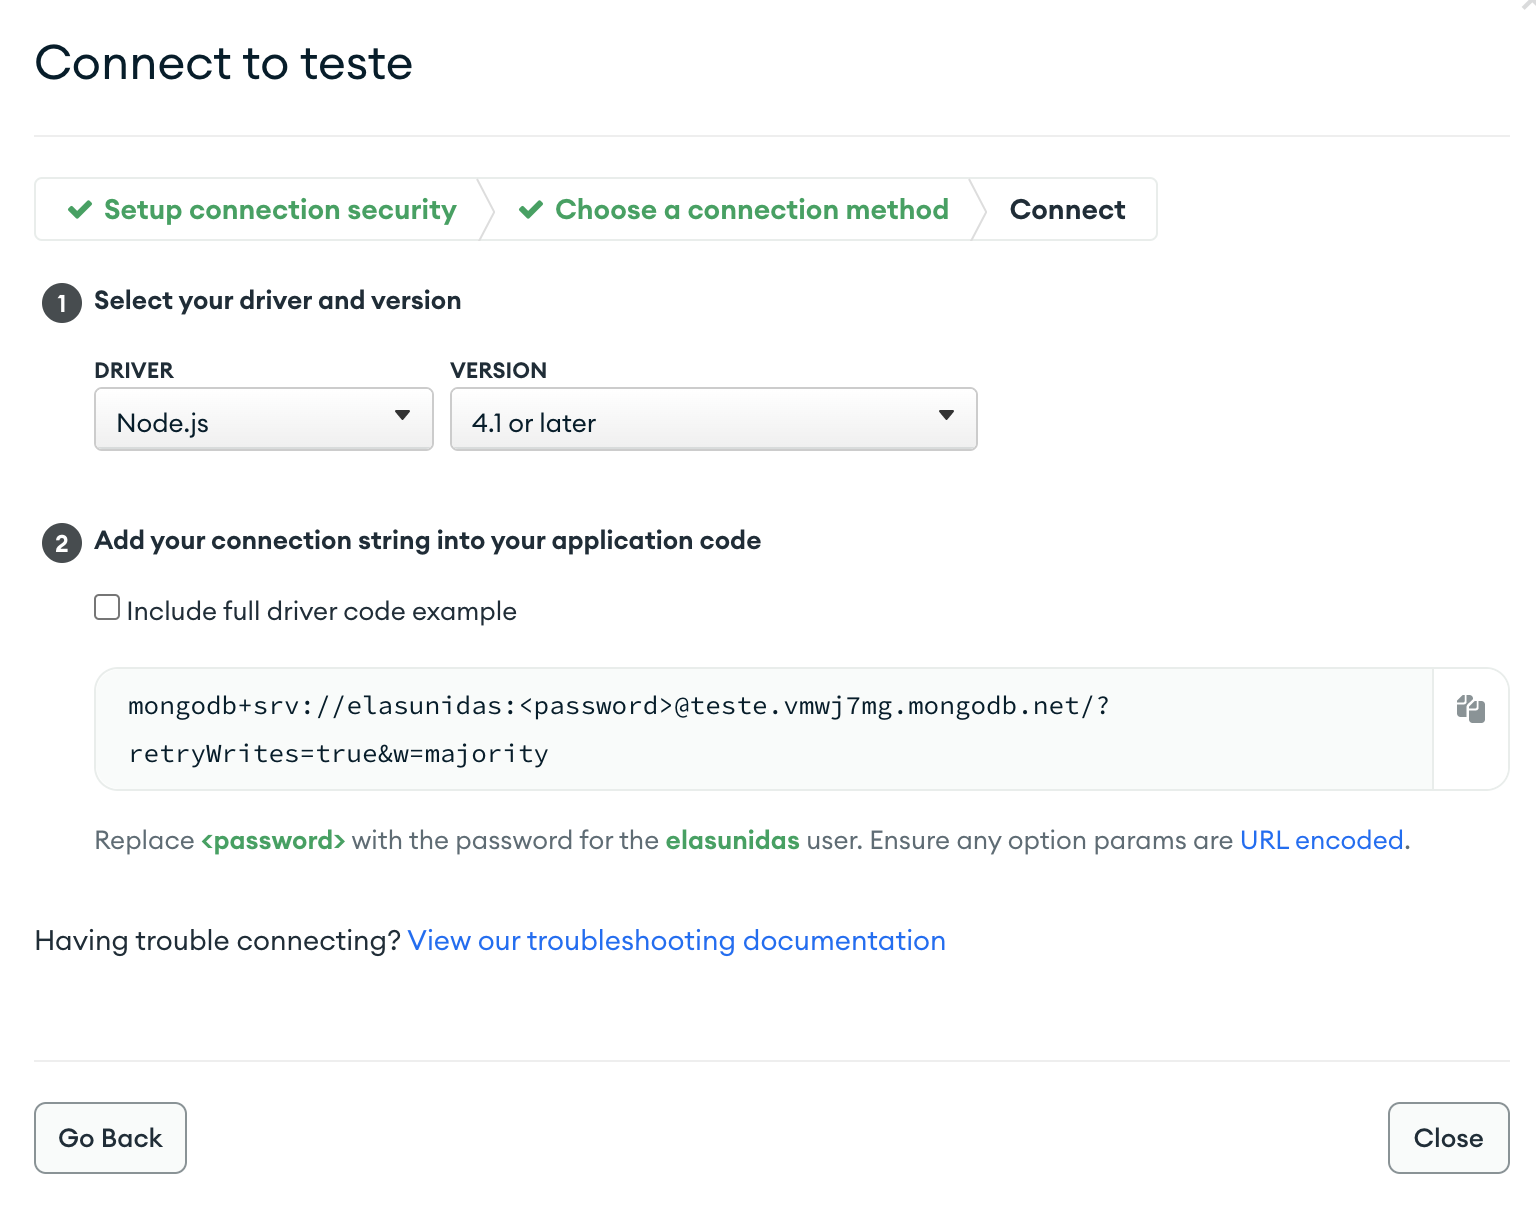 Connect to teste
Setup connection security
Choose a connection method
Connect
1
Select your driver and version
DRIVER
VERSION
Node.js
4.1 or later
2
Add your connection string into your application code
Include full driver code example
mongodb+srv://elasunidas:<password>@teste.vmwj7mg.mongodb.net/?
retryWrites=true&w=majority
Replace <password> with the password for the elasunidas user. Ensure any option params are URL encoded.
Having trouble connecting? View our troubleshooting documentation
Go Back
Close